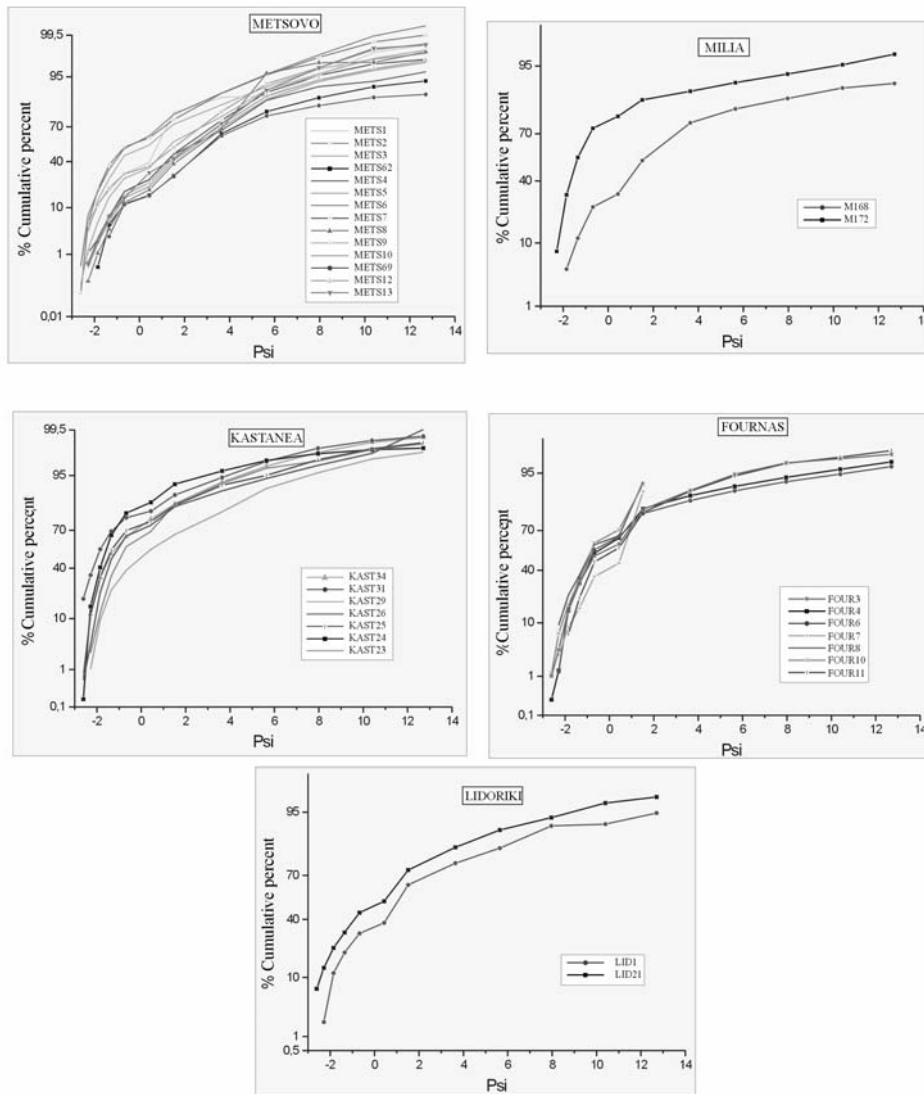 METSOVO
% Cumulative percent
99,5
95
70
40
10
1
0,01
METS1
METS2
METS3
METS62
METS4
METS5
METS6
METS7
METS8
METS9
METS10
METS69
METS12
METS13
-2 0 2 4 6 8 10 12 14
Psi
MILIA
% Cumulative percent
95
70
40
10
1
M168
M172
-2 0 2 4 6 8 10 12 14
Psi
KASTANEA
% Cumulative percent
99,5
95
70
40
10
1
0,1
KAST34
KAST31
KAST29
KAST26
KAST25
KAST24
KAST23
-2 0 2 4 6 8 10 12 14
Psi
FOURNAS
% Cumulative percent
95
70
40
10
1
0,1
FOUR3
FOUR4
FOUR6
FOUR7
FOUR8
FOUR10
FOUR11
-2 0 2 4 6 8 10 12 14
Psi
LIDORIKI
% Cumulative percent
95
70
40
10
1
0,5
LID1
LID21
-2 0 2 4 6 8 10 12 14
Psi